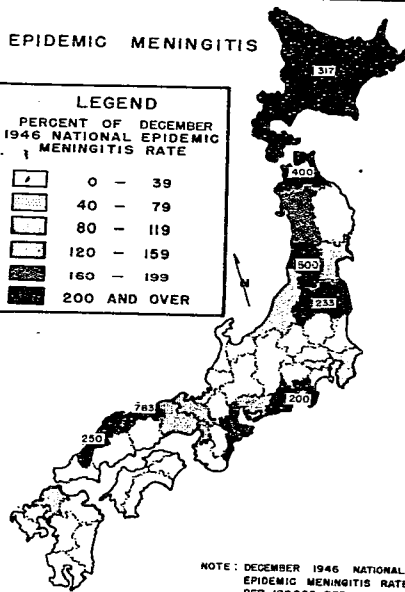 EPIDEMIC MENINGITIS
LEGEND
PERCENT OF DECEMBER
1946 NATIONAL EPIDEMIC
MENINGITIS RATE
0 – 39
40 – 79
80 – 119
120 – 159
160 – 199
200 AND OVER
317
400
500
233
N
200
783
250
NOTE: DECEMBER 1946 NATIONAL
EPIDEMIC MENINGITIS RATE